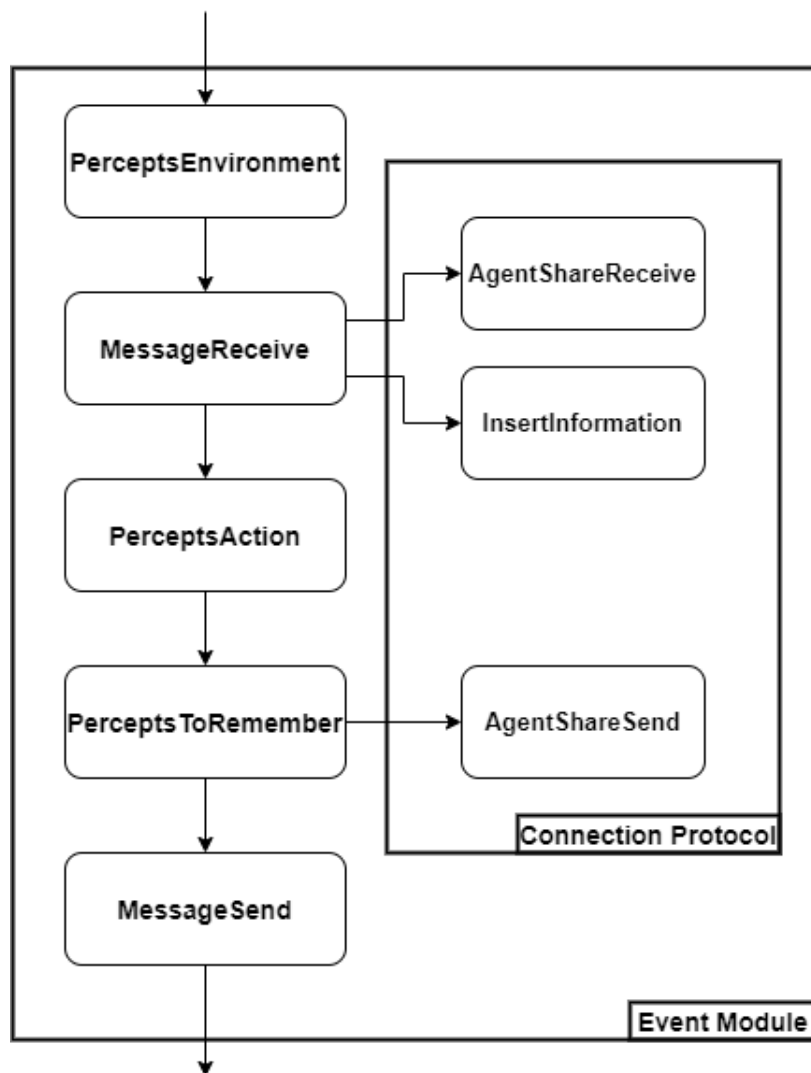 PerceptsEnvironment
MessageReceive
AgentShareReceive
InsertInformation
PerceptsAction
PerceptsToRemember
AgentShareSend
Connection Protocol
MessageSend
Event Module